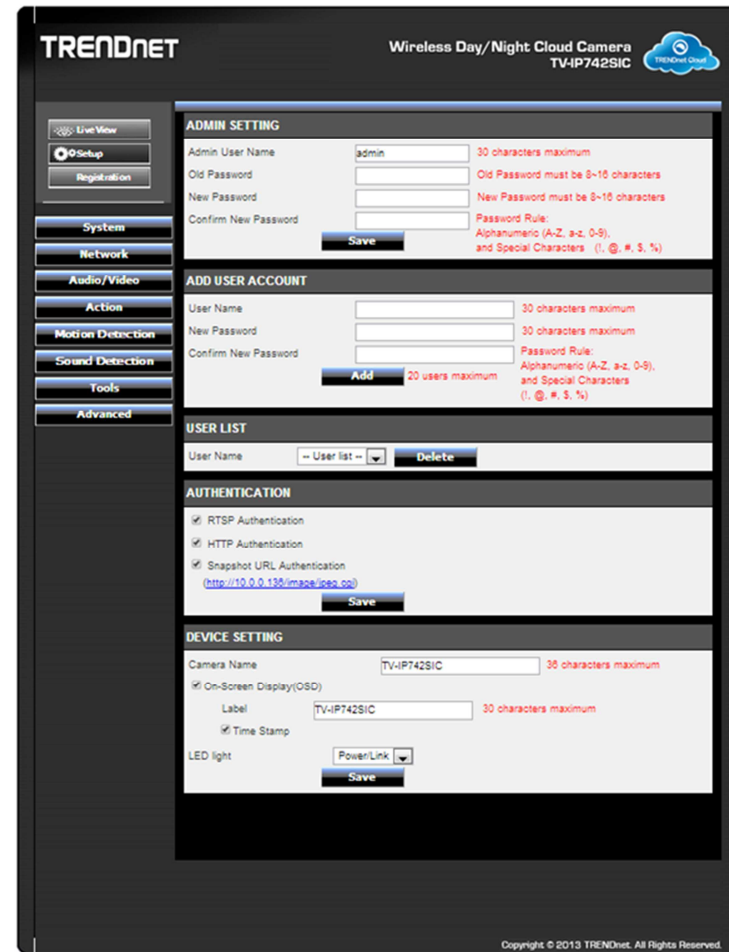 TRENDnet
Wireless Day/Night Cloud Camera
TV-IP742SIC
TRENDnet Cloud
Live View
Setup
Registration
System
Network
Audio/Video
Action
Motion Detection
Sound Detection
Tools
Advanced
ADMIN SETTING
Admin User Name admin 30 characters maximum
Old Password Old Password must be 8~16 characters
New Password New Password must be 8~16 characters
Confirm New Password Password Rule:
Alphanumeric (A-Z, a-z, 0-9),
Save and Special Characters (!, @, #, $, %)
ADD USER ACCOUNT
User Name 30 characters maximum
New Password 30 characters maximum
Confirm New Password Password Rule:
Alphanumeric (A-Z, a-z, 0-9),
Add 20 users maximum and Special Characters
(!, @, #, $, %)
USER LIST
User Name -- User list -- Delete
AUTHENTICATION
RTSP Authentication
HTTP Authentication
Snapshot URL Authentication
(http://10.0.0.136/image/jpeg.cgi)
Save
DEVICE SETTING
Camera Name TV-IP742SIC 36 characters maximum
On-Screen Display(OSD)
Label TV-IP742SIC 30 characters maximum
Time Stamp
LED light Power/Link
Save
Copyright © 2013 TRENDnet. All Rights Reserved.